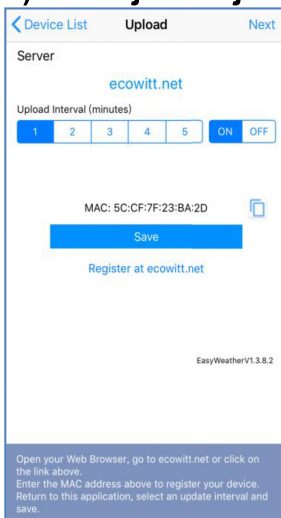 Device List Upload Next
Server
ecowitt.net
Upload Interval (minutes)
1 2 3 4 5 ON OFF
MAC: 5C:CF:7F:23:BA:2D
Save
Register at ecowitt.net
EasyWeatherV1.3.8.2
Open your Web Browser, go to ecowitt.net or click on
the link above.
Enter the MAC address above to register your device.
Return to this application, select an update interval and
save.